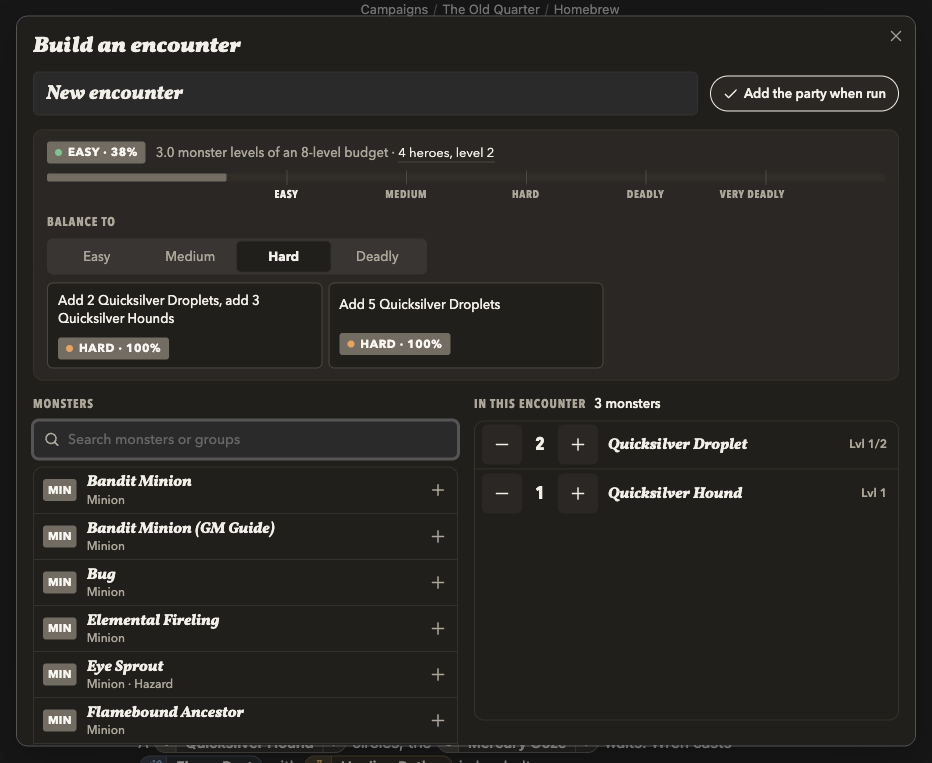 Campaigns / The Old Quarter / Homebrew
Build an encounter
New encounter
Add the party when run
EASY · 38%
3.0 monster levels of an 8-level budget · 4 heroes, level 2
EASY
MEDIUM
HARD
DEADLY
VERY DEADLY
BALANCE TO
Easy
Medium
Hard
Deadly
Add 2 Quicksilver Droplets, add 3
Quicksilver Hounds
HARD · 100%
Add 5 Quicksilver Droplets
HARD · 100%
MONSTERS
Search monsters or groups
MIN
Bandit Minion
Minion
MIN
Bandit Minion (GM Guide)
Minion
MIN
Bug
Minion
MIN
Elemental Fireling
Minion
MIN
Eye Sprout
Minion · Hazard
MIN
Flamebound Ancestor
Minion
IN THIS ENCOUNTER 3 monsters
2
Quicksilver Droplet
Lvl 1/2
1
Quicksilver Hound
Lvl 1